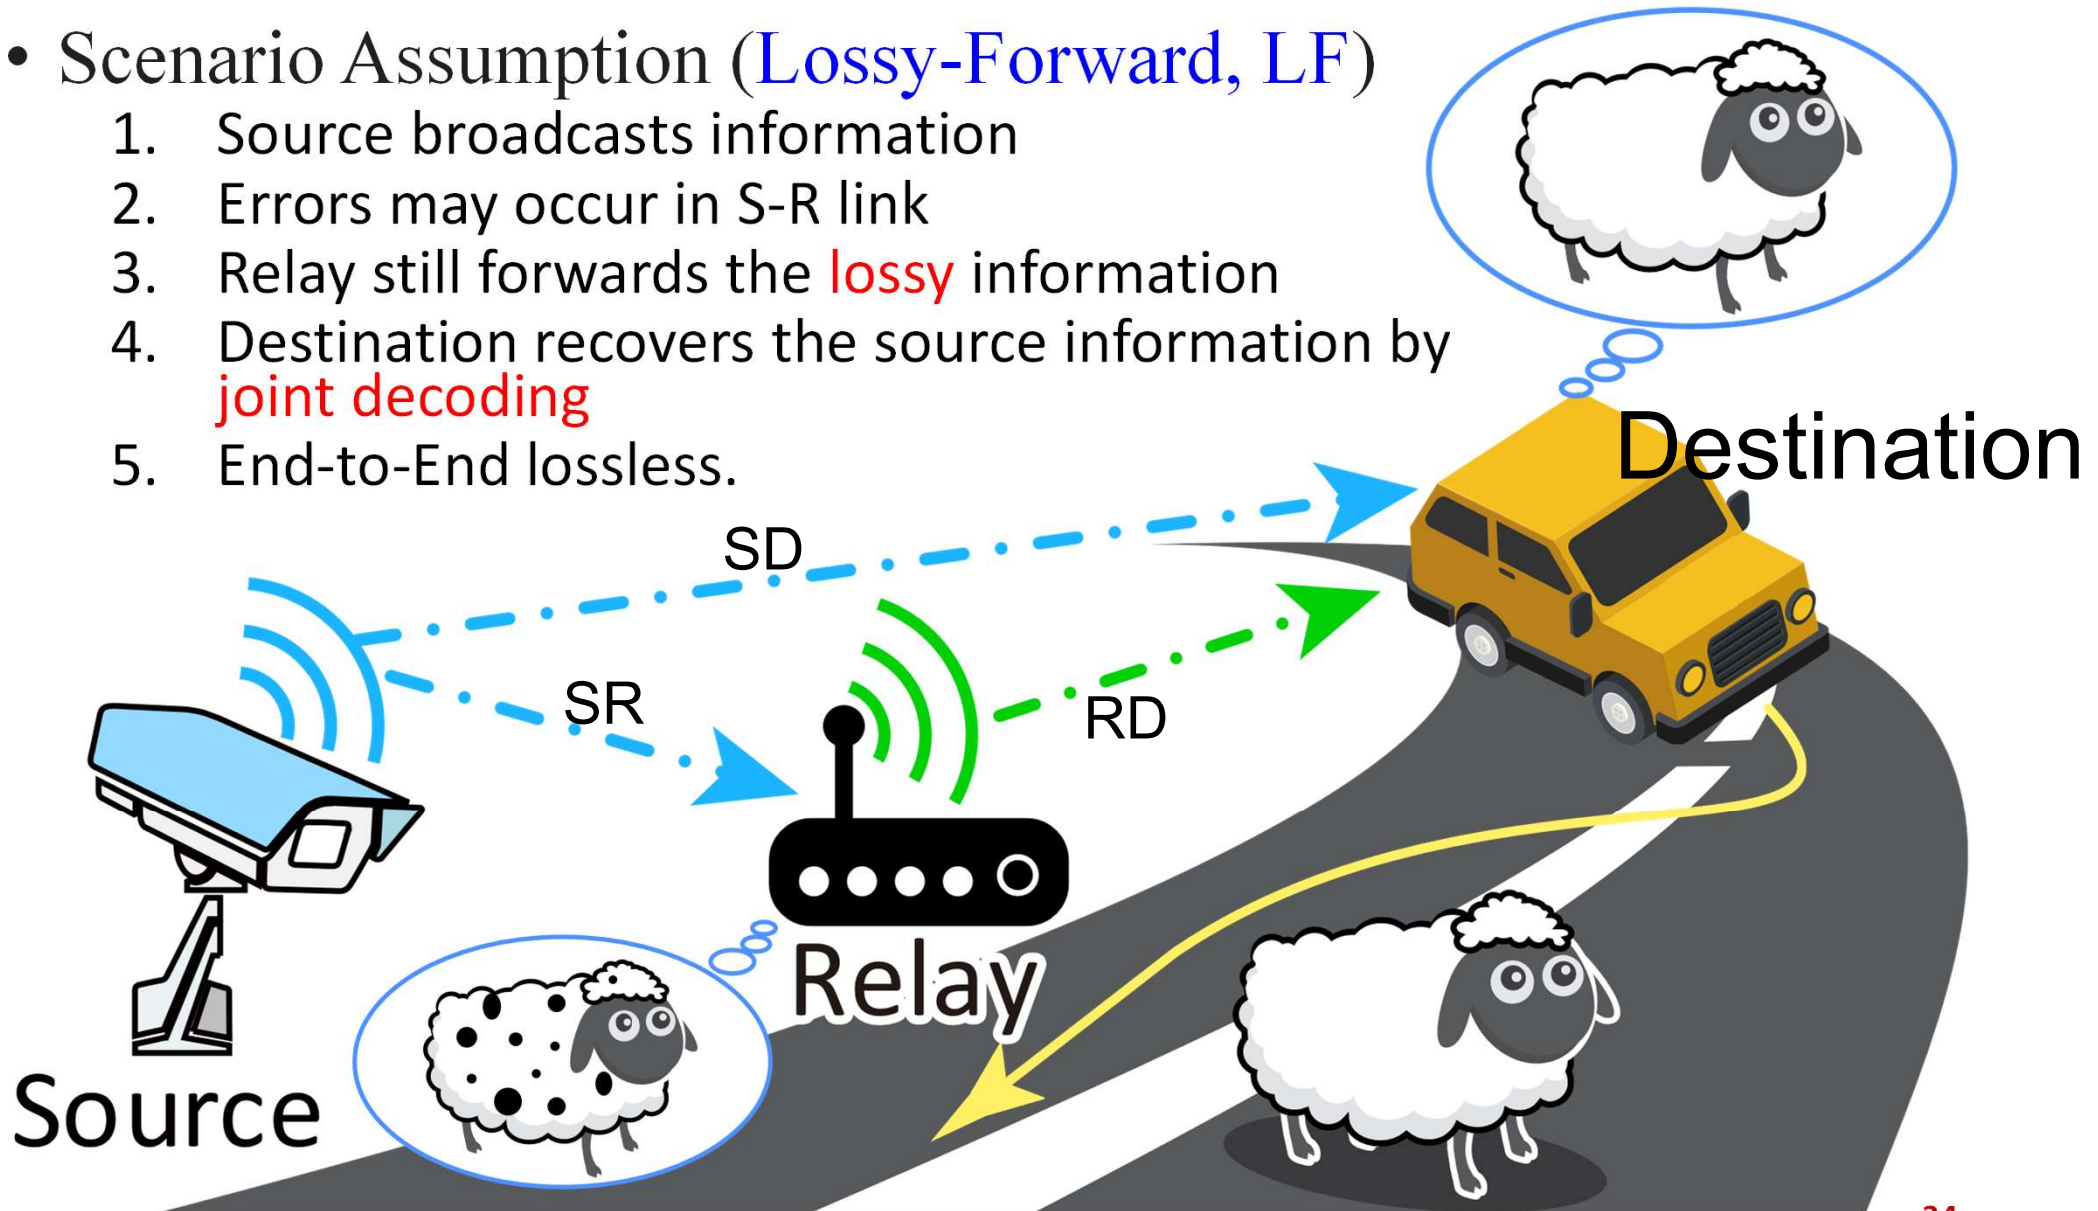 • Scenario Assumption (Lossy-Forward, LF)
1. Source broadcasts information
2. Errors may occur in S-R link
3. Relay still forwards the lossy information
4. Destination recovers the source information by
joint decoding
5. End-to-End lossless.
Destination
SD
SR
RD
Relay
Source